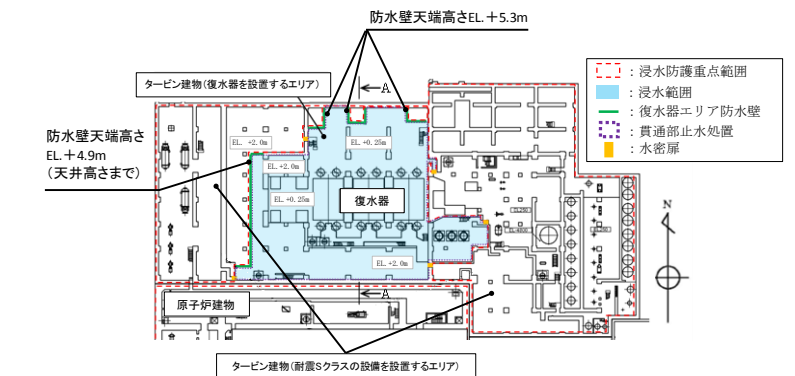 防水壁天端高さEL.+5.3m
タービン建物(復水器を設置するエリア)
A
防水壁天端高さ
EL.+4.9m
(天井高さまで)
EL. +2.0m
EL. +0.25m
EL. +2.0m
EL. +0.25m
復水器
EL. +2.0m
A
原子炉建物
タービン建物(耐震Sクラスの設備を設置するエリア)
:浸水防護重点範囲
:浸水範囲
:復水器エリア防水壁
:貫通部止水処置
:水密扉
N